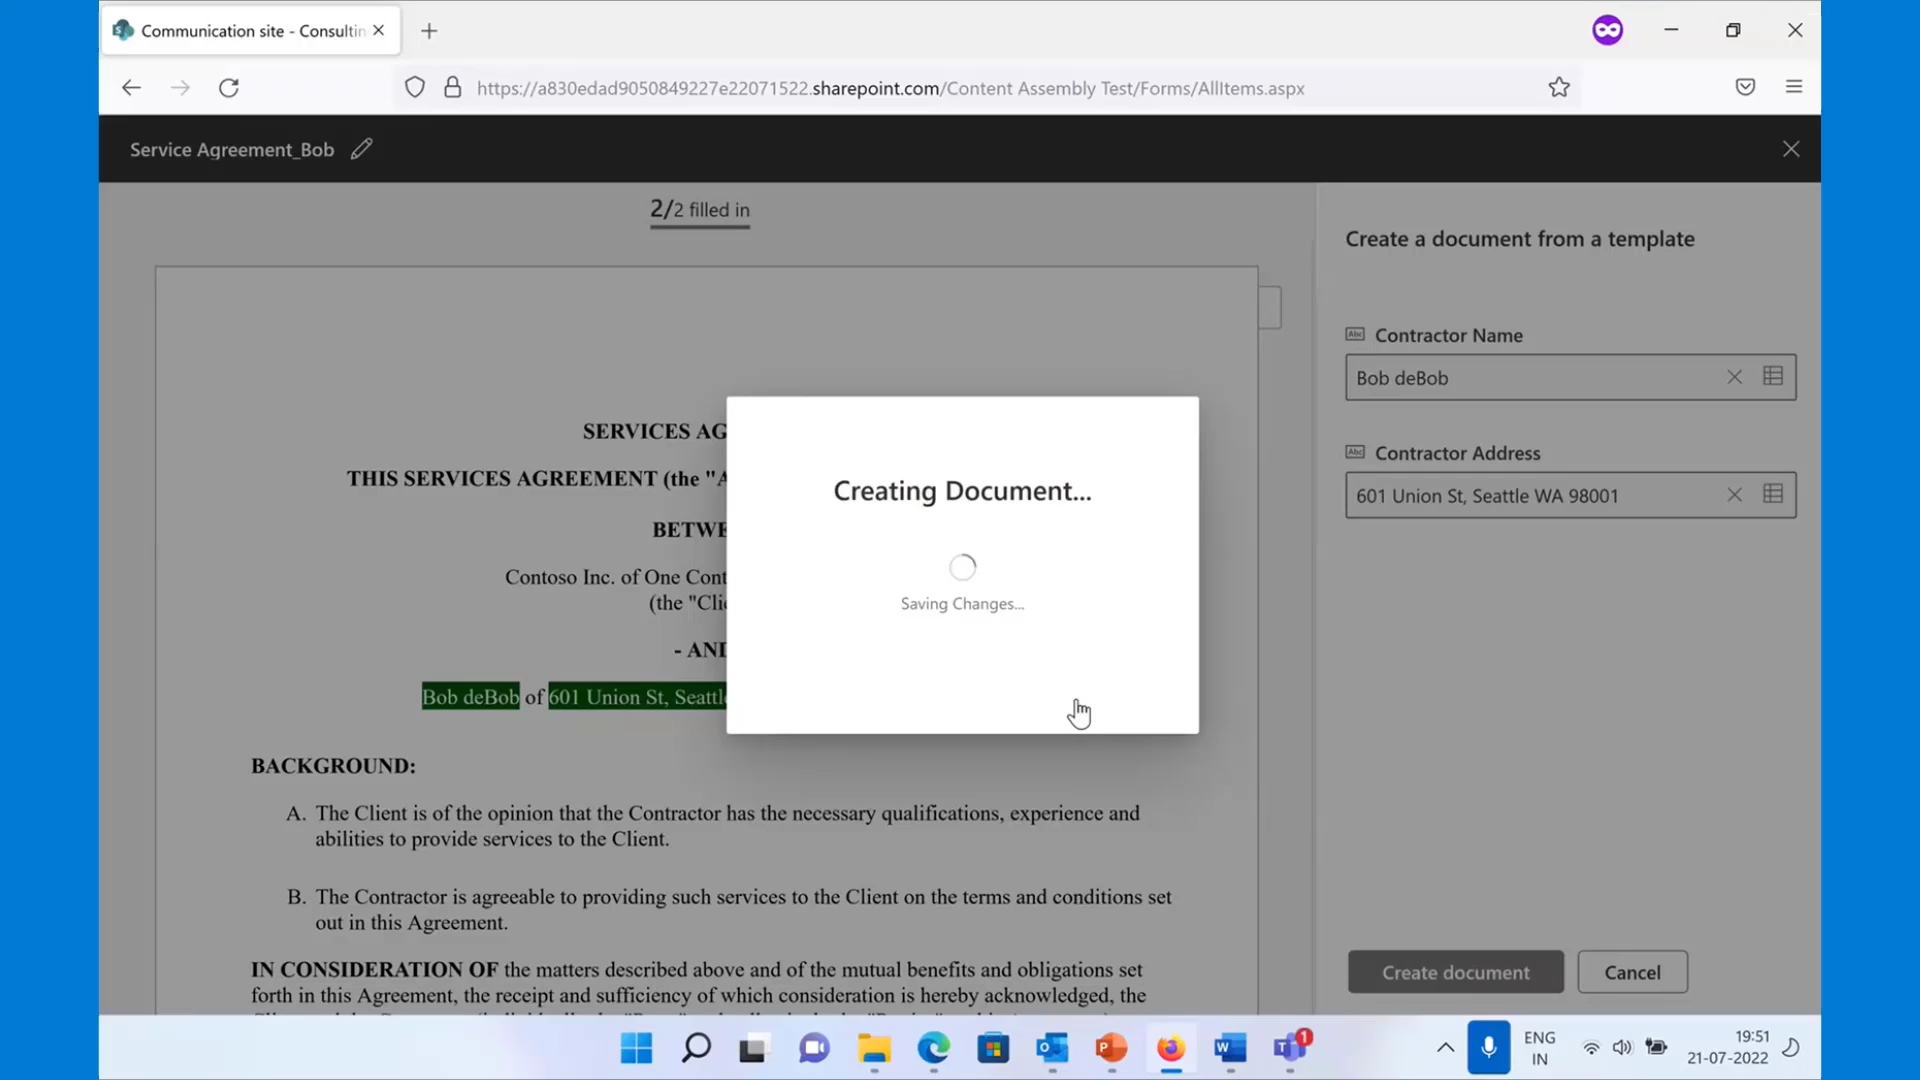 Communication site - Consultin
https://a830edad9050849227e22071522.sharepoint.com/Content Assembly Test/Forms/AllItems.aspx
Service Agreement_Bob
2/2 filled in
Create a document from a template
Contractor Name
Bob deBob
Contractor Address
601 Union St, Seattle WA 98001
SERVICES AG
THIS SERVICES AGREEMENT (the "A
BETWE
Contoso Inc. of One Cont
(the "Clie
- AND
Bob deBob of 601 Union St, Seattle
Creating Document...
Saving Changes...
BACKGROUND:
A. The Client is of the opinion that the Contractor has the necessary qualifications, experience and
abilities to provide services to the Client.
B. The Contractor is agreeable to providing such services to the Client on the terms and conditions set
out in this Agreement.
IN CONSIDERATION OF the matters described above and of the mutual benefits and obligations set
forth in this Agreement, the receipt and sufficiency of which consideration is hereby acknowledged, the
Create document
Cancel
1
ENG
IN
19:51
21-07-2022